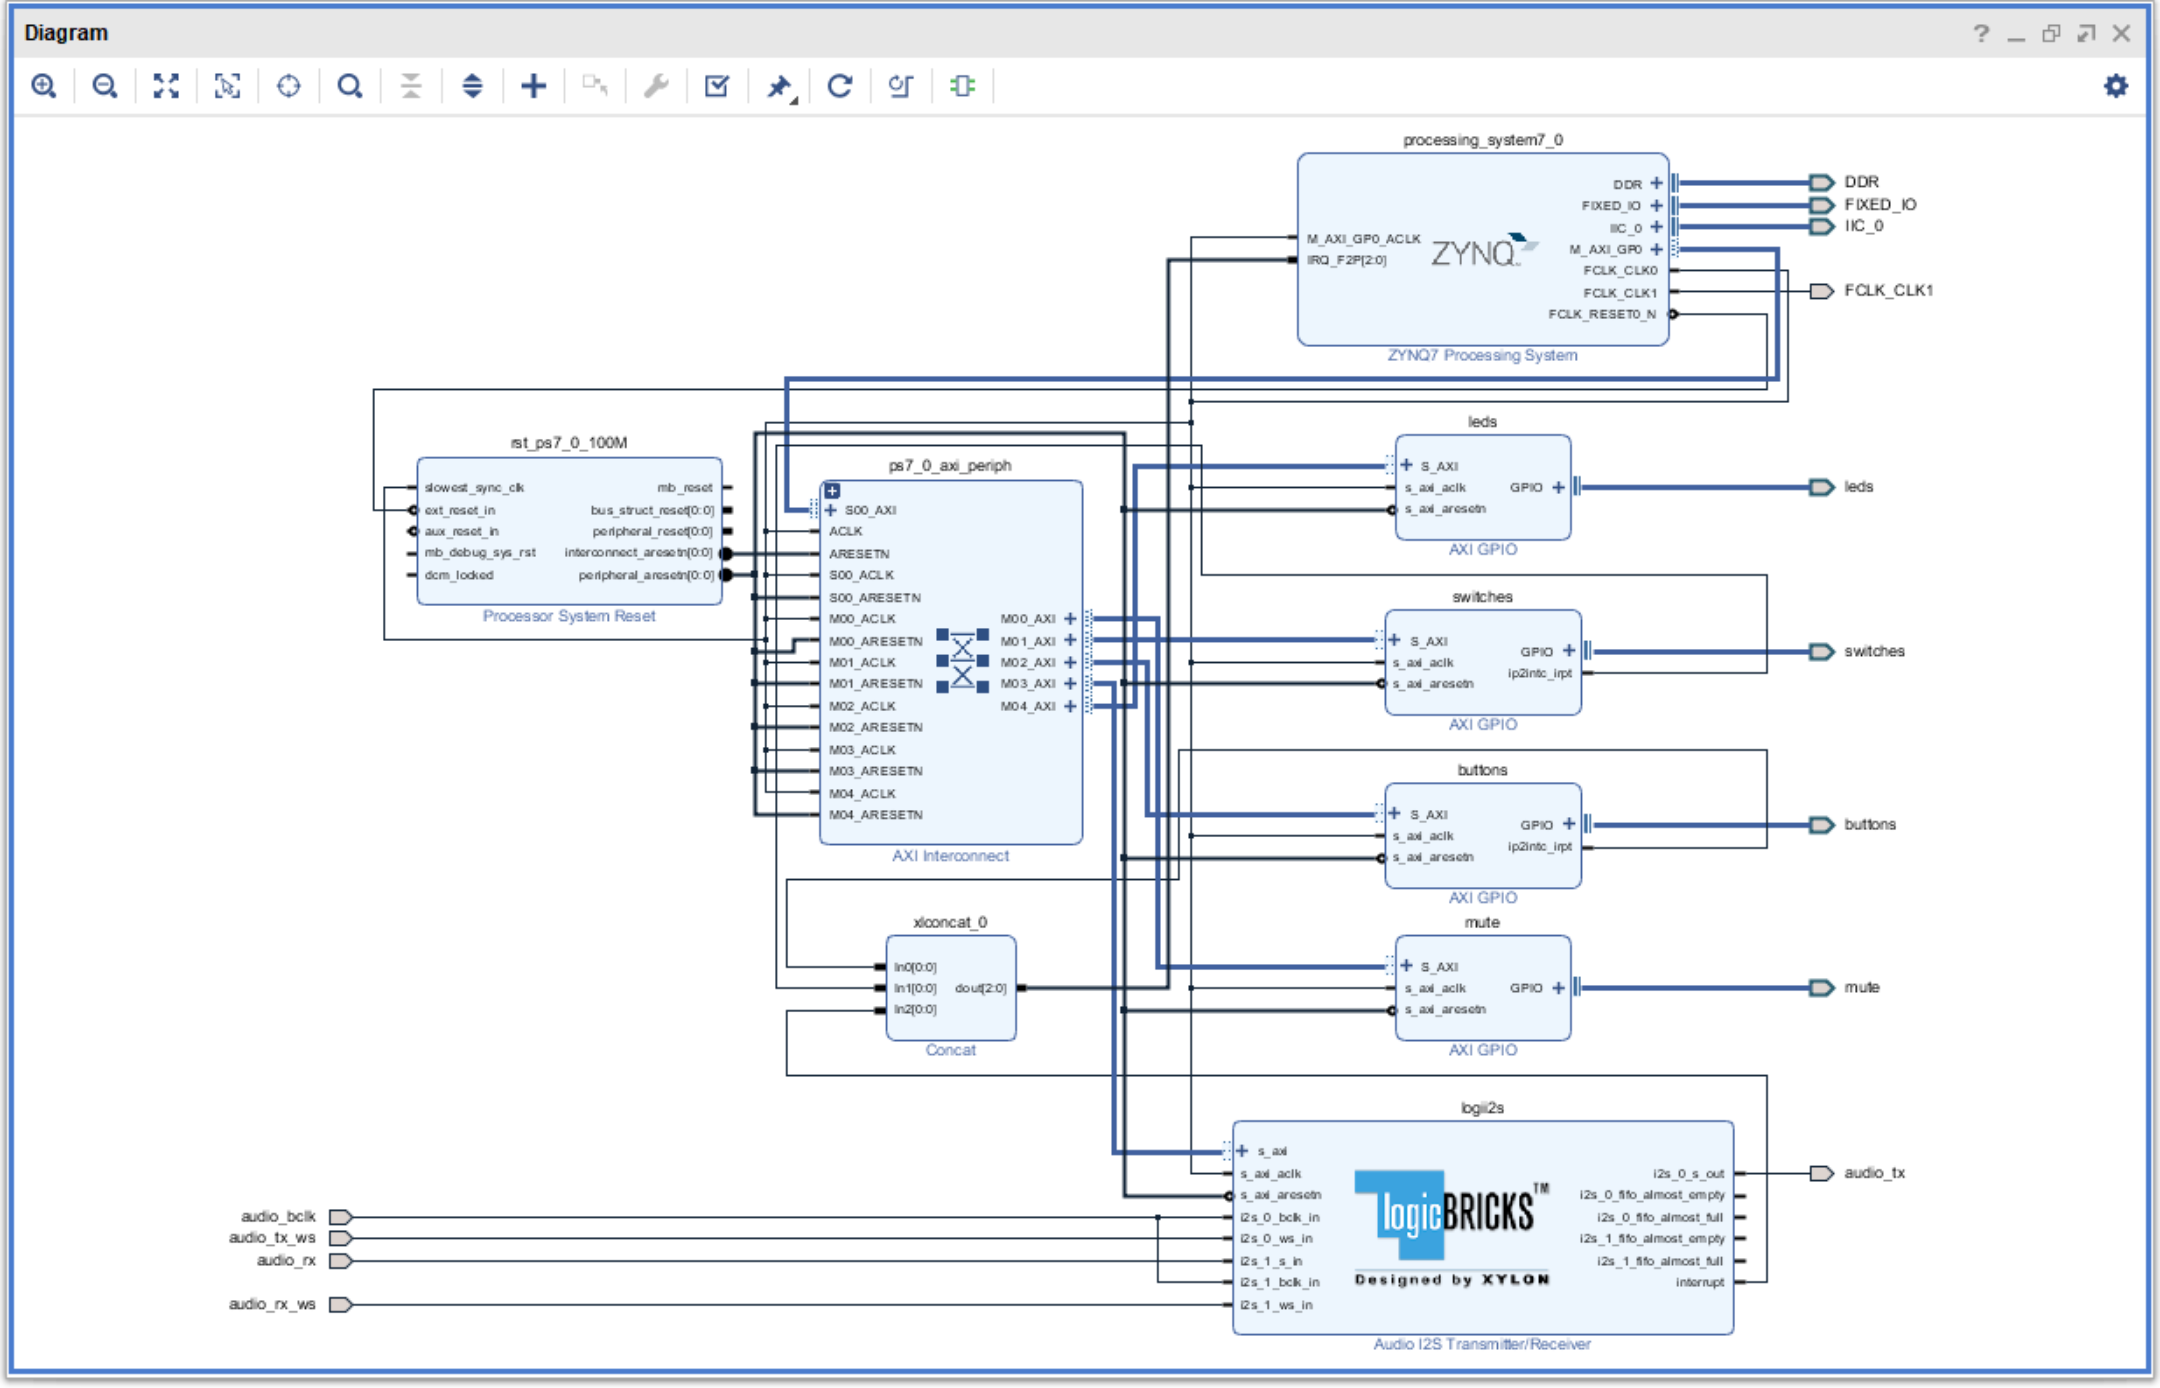 Diagram
processing_system7_0
M_AXI_GP0_ACLK
IRQ_F2P[2:0]
ZYNQ
DDR
FIXED_IO
IIC_0
M_AXI_GP0
FCLK_CLK0
FCLK_CLK1
FCLK_RESET0_N
ZYNQ7 Processing System
DDR
FIXED_IO
IIC_0
FCLK_CLK1
rst_ps7_0_100M
slowest_sync_clk
ext_reset_in
aux_reset_in
mb_debug_sys_rst
dcm_locked
mb_reset
bus_struct_reset[0:0]
peripheral_reset[0:0]
interconnect_aresetn[0:0]
peripheral_aresetn[0:0]
Processor System Reset
ps7_0_axi_periph
S00_AXI
ACLK
ARESETN
S00_ACLK
S00_ARESETN
M00_ACLK
M00_ARESETN
M01_ACLK
M01_ARESETN
M02_ACLK
M02_ARESETN
M03_ACLK
M03_ARESETN
M04_ACLK
M04_ARESETN
M00_AXI
M01_AXI
M02_AXI
M03_AXI
M04_AXI
AXI Interconnect
leds
S_AXI
s_axi_aclk
s_axi_aresetn
GPIO
AXI GPIO
leds
switches
S_AXI
s_axi_aclk
s_axi_aresetn
GPIO
ip2intc_irpt
AXI GPIO
switches
buttons
S_AXI
s_axi_aclk
s_axi_aresetn
GPIO
ip2intc_irpt
AXI GPIO
buttons
xlconcat_0
In0[0:0]
In1[0:0]
In2[0:0]
dout[2:0]
Concat
mute
S_AXI
s_axi_aclk
s_axi_aresetn
GPIO
AXI GPIO
mute
logii2s
s_axi
s_axi_aclk
s_axi_aresetn
i2s_0_bclk_in
i2s_0_ws_in
i2s_1_s_in
i2s_1_bclk_in
i2s_1_ws_in
logicBRICKS™
Designed by XYLON
i2s_0_s_out
i2s_0_fifo_almost_empty
i2s_0_fifo_almost_full
i2s_1_fifo_almost_empty
i2s_1_fifo_almost_full
interrupt
Audio I2S Transmitter/Receiver
audio_tx
audio_bclk
audio_tx_ws
audio_rx
audio_rx_ws